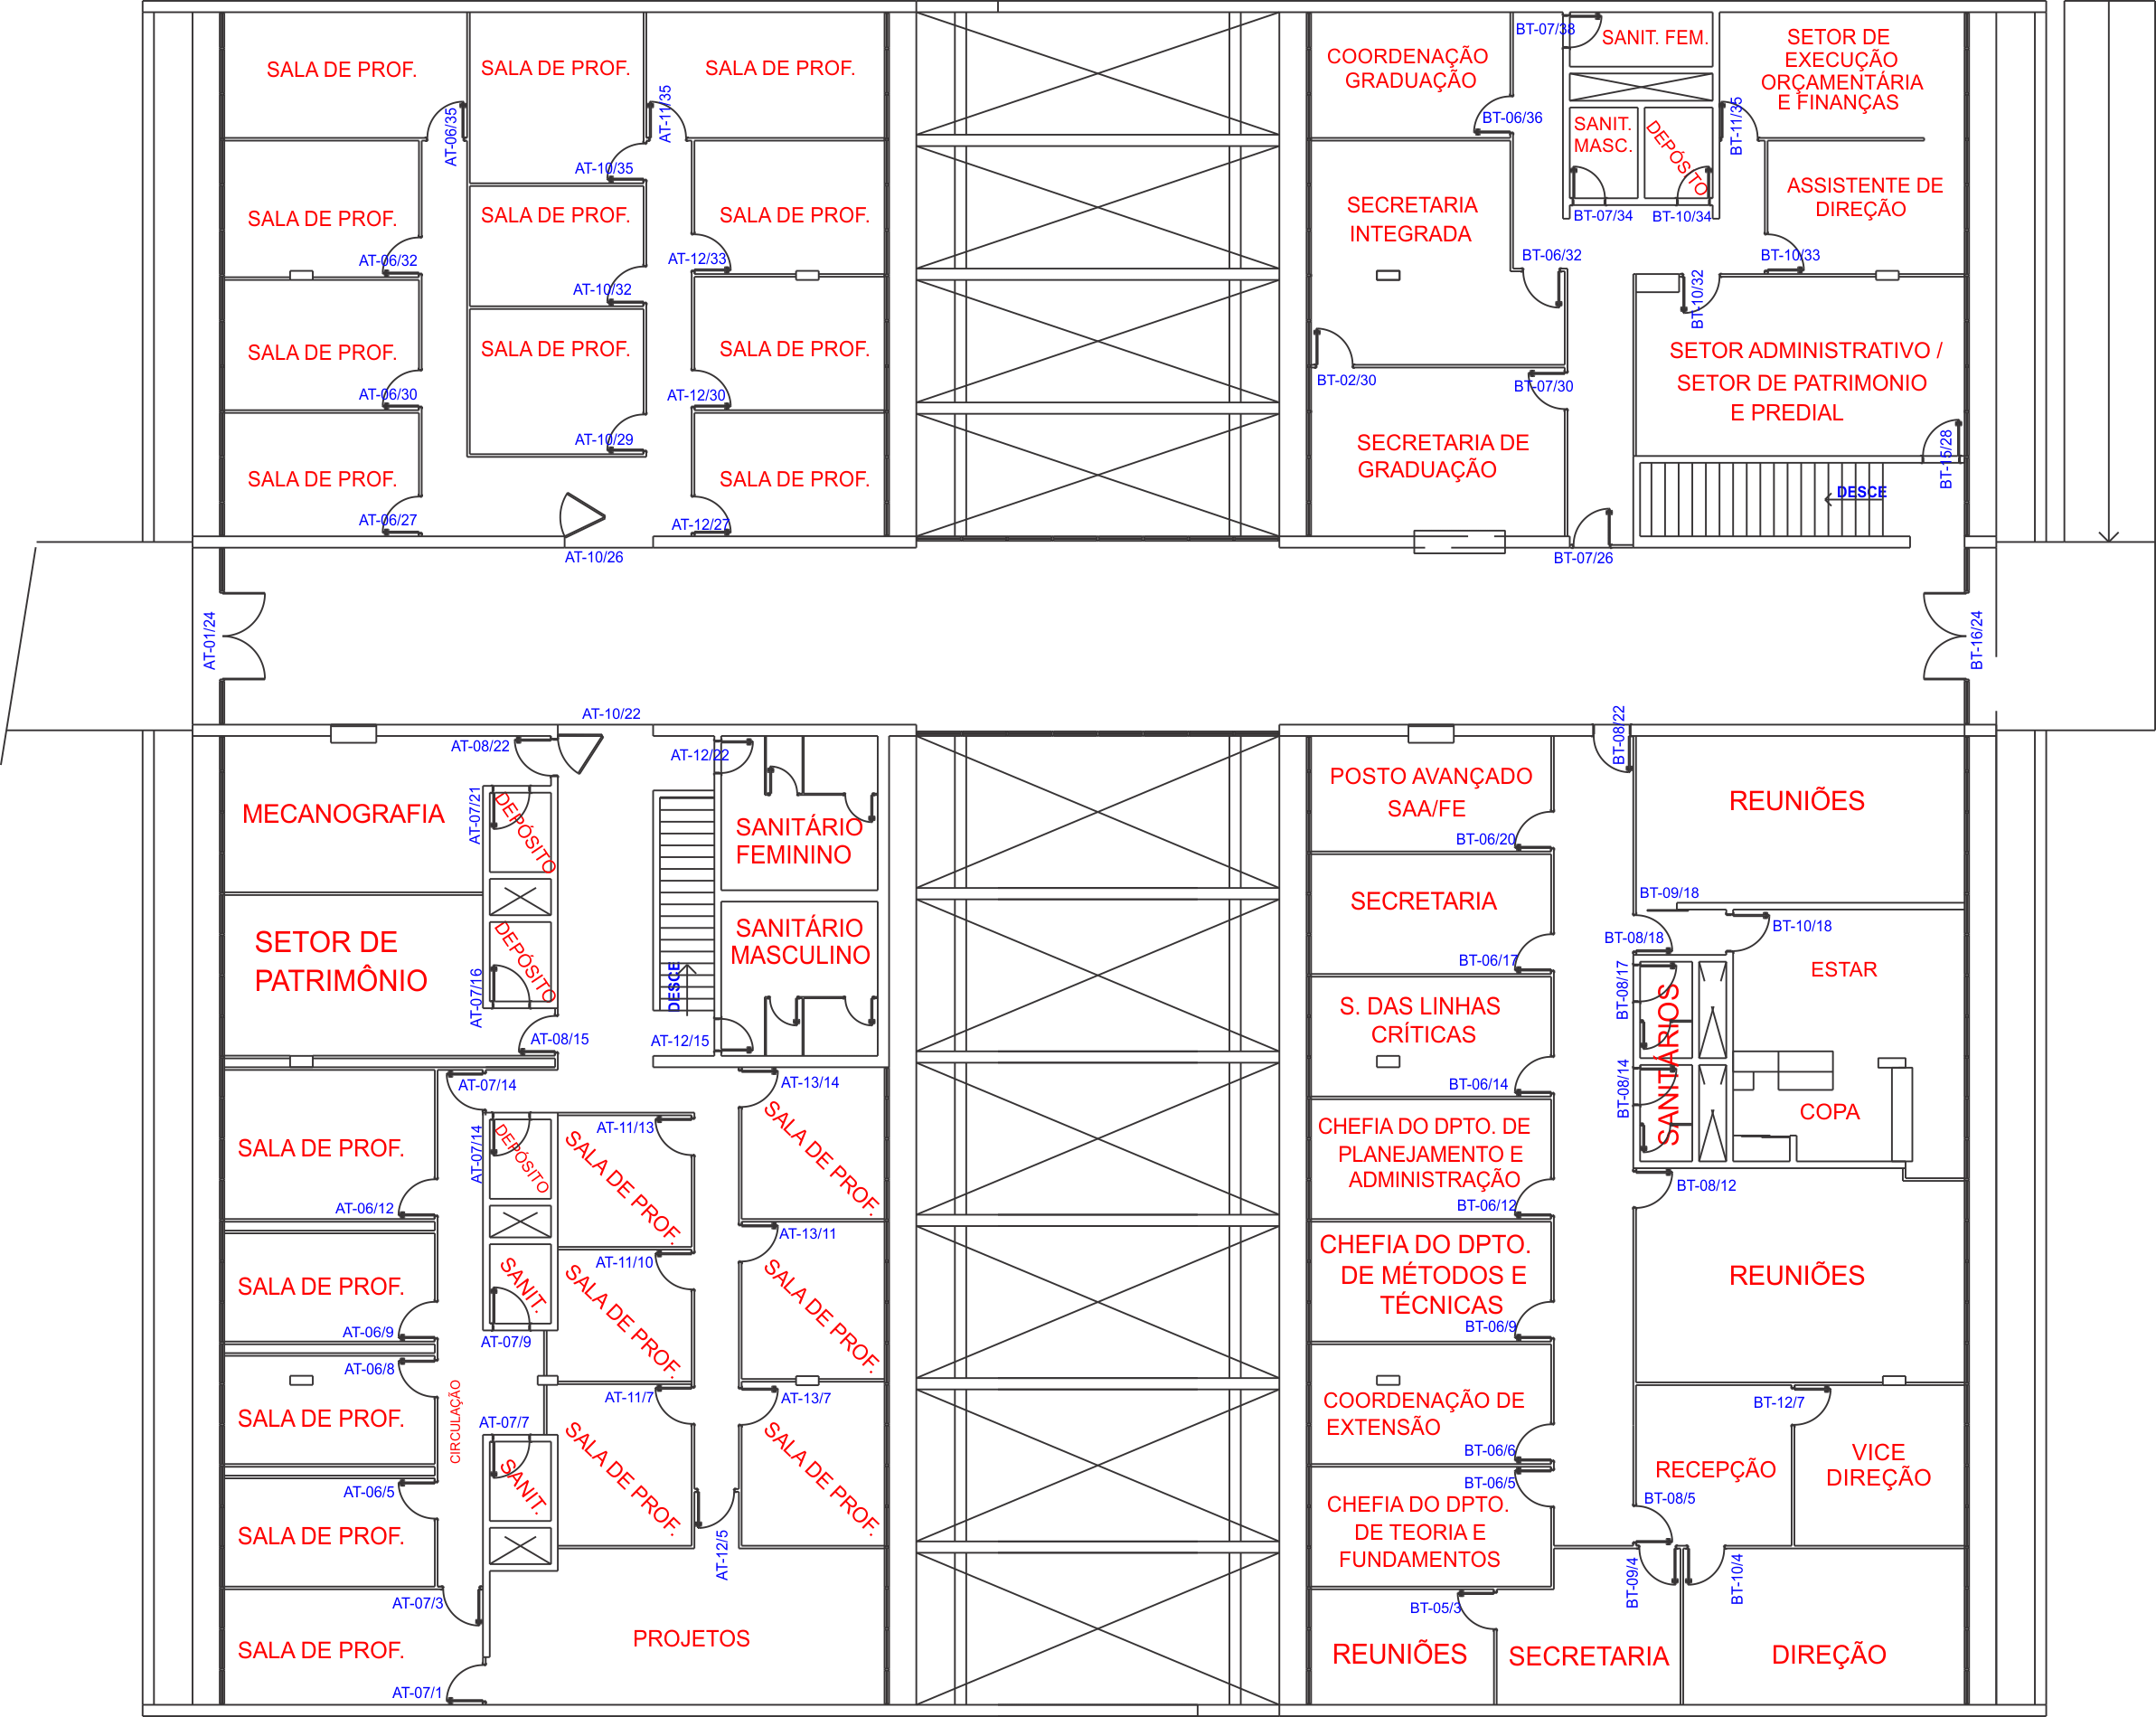 SALA DE PROF.
SALA DE PROF.
SALA DE PROF.
AT-06/35
AT-10/35
AT-11/35
SALA DE PROF.
SALA DE PROF.
SALA DE PROF.
AT-06/32
AT-10/32
AT-12/33
SALA DE PROF.
SALA DE PROF.
SALA DE PROF.
AT-06/30
AT-10/29
AT-12/30
SALA DE PROF.
SALA DE PROF.
AT-06/27
AT-12/27
AT-10/26
COORDENAÇÃO
GRADUAÇÃO
BT-07/38
SANIT. FEM.
SETOR DE
EXECUÇÃO
ORÇAMENTÁRIA
E FINANÇAS
BT-06/36
SANIT.
MASC.
DEPÓSITO
BT-11/35
SECRETARIA
INTEGRADA
BT-07/34
BT-10/34
ASSISTENTE DE
DIREÇÃO
BT-06/32
BT-10/33
BT-10/32
BT-02/30
BT-07/30
SETOR ADMINISTRATIVO /
SETOR DE PATRIMONIO
E PREDIAL
SECRETARIA DE
GRADUAÇÃO
BT-15/28
DESCE
BT-07/26
AT-01/24
BT-16/24
AT-10/22
AT-08/22
AT-12/22
MECANOGRAFIA
AT-07/21
DEPÓSITO
SANITÁRIO
FEMININO
SETOR DE
PATRIMÔNIO
AT-07/16
DEPÓSITO
DESCE
SANITÁRIO
MASCULINO
AT-08/15
AT-12/15
AT-07/14
AT-13/14
SALA DE PROF.
AT-07/14
DEPÓSITO
AT-11/13
SALA DE PROF.
SALA DE PROF.
AT-06/12
AT-13/11
SALA DE PROF.
SANIT.
AT-11/10
SALA DE PROF.
SALA DE PROF.
AT-06/9
AT-07/9
AT-06/8
SALA DE PROF.
CIRCULAÇÃO
AT-07/7
AT-11/7
AT-13/7
SANIT.
SALA DE PROF.
SALA DE PROF.
AT-06/5
SALA DE PROF.
AT-12/5
AT-07/3
SALA DE PROF.
PROJETOS
AT-07/1
BT-08/22
POSTO AVANÇADO
SAA/FE
REUNIÕES
BT-06/20
SECRETARIA
BT-09/18
BT-08/18
BT-10/18
BT-06/17
BT-08/17
ESTAR
S. DAS LINHAS
CRÍTICAS
SANITÁRIOS
BT-06/14
BT-08/14
COPA
CHEFIA DO DPTO. DE
PLANEJAMENTO E
ADMINISTRAÇÃO
BT-06/12
BT-08/12
CHEFIA DO DPTO.
DE MÉTODOS E
TÉCNICAS
REUNIÕES
BT-06/9
COORDENAÇÃO DE
EXTENSÃO
BT-12/7
BT-06/6
RECEPÇÃO
VICE
DIREÇÃO
BT-06/5
BT-08/5
CHEFIA DO DPTO.
DE TEORIA E
FUNDAMENTOS
BT-09/4
BT-10/4
BT-05/3
REUNIÕES
SECRETARIA
DIREÇÃO